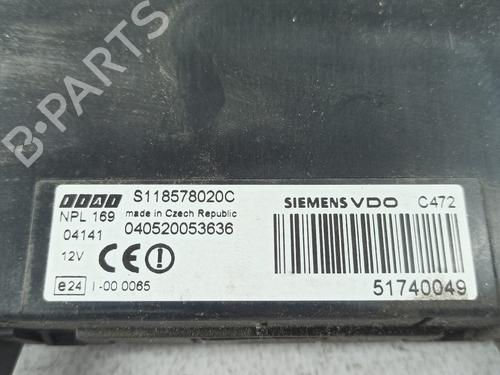 B-PARTS
FIAT S118578020C SIEMENS VDO C472
NPL 169 made in Czech Republic
04141 040520053636
12V CE
e24 I-00 0065 51740049